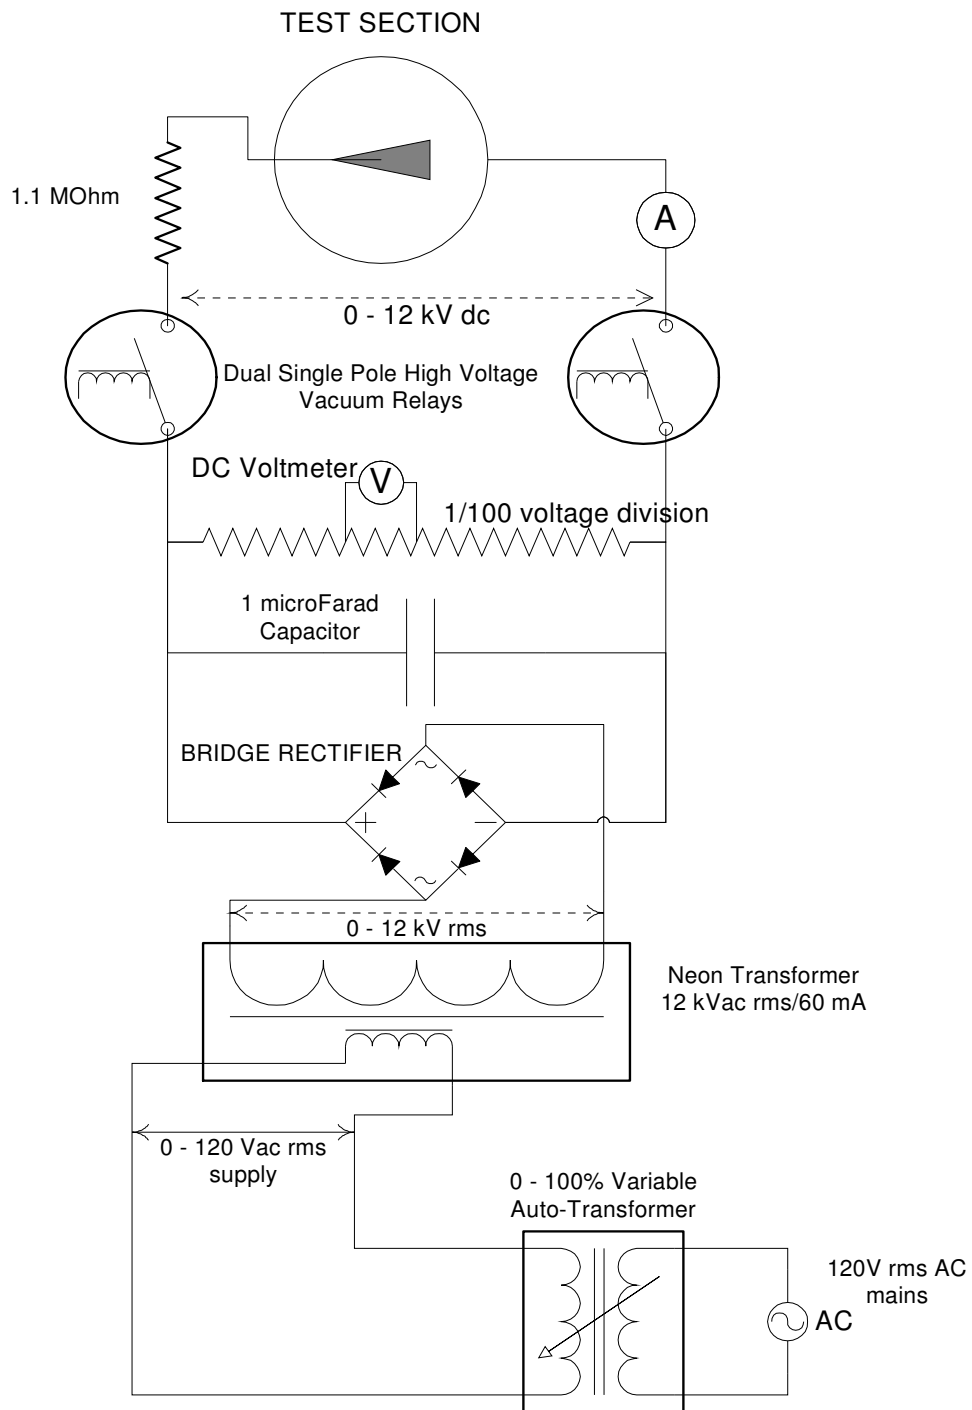 TEST SECTION
1.1 MOhm
A
0 - 12 kV dc
Dual Single Pole High Voltage
Vacuum Relays
DC Voltmeter
V
1/100 voltage division
1 microFarad
Capacitor
BRIDGE RECTIFIER
0 - 12 kV rms
Neon Transformer
12 kVac rms/60 mA
0 - 120 Vac rms
supply
0 - 100% Variable
Auto-Transformer
120V rms AC
mains
AC